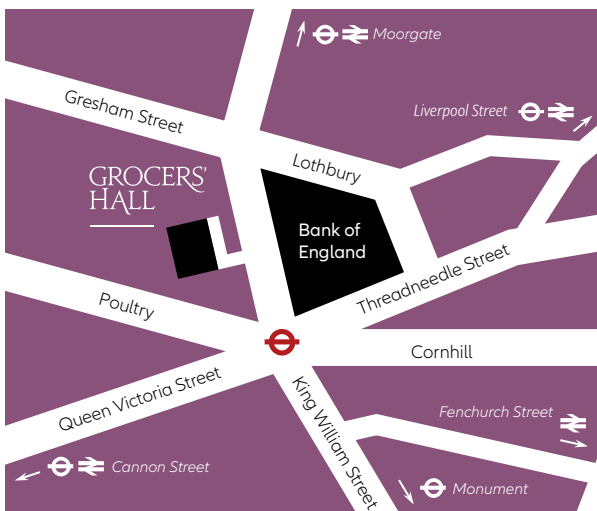 Moorgate
Liverpool Street
Gresham Street
Lothbury
GROCERS'
HALL
Bank of
England
Threadneedle Street
Poultry
Cornhill
Queen Victoria Street
King William Street
Fenchurch Street
Cannon Street
Monument